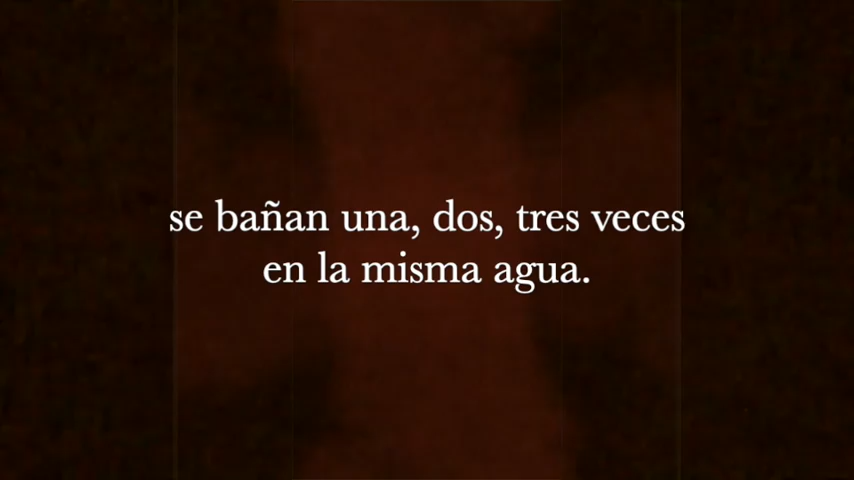 se bañan una, dos, tres veces
en la misma agua.